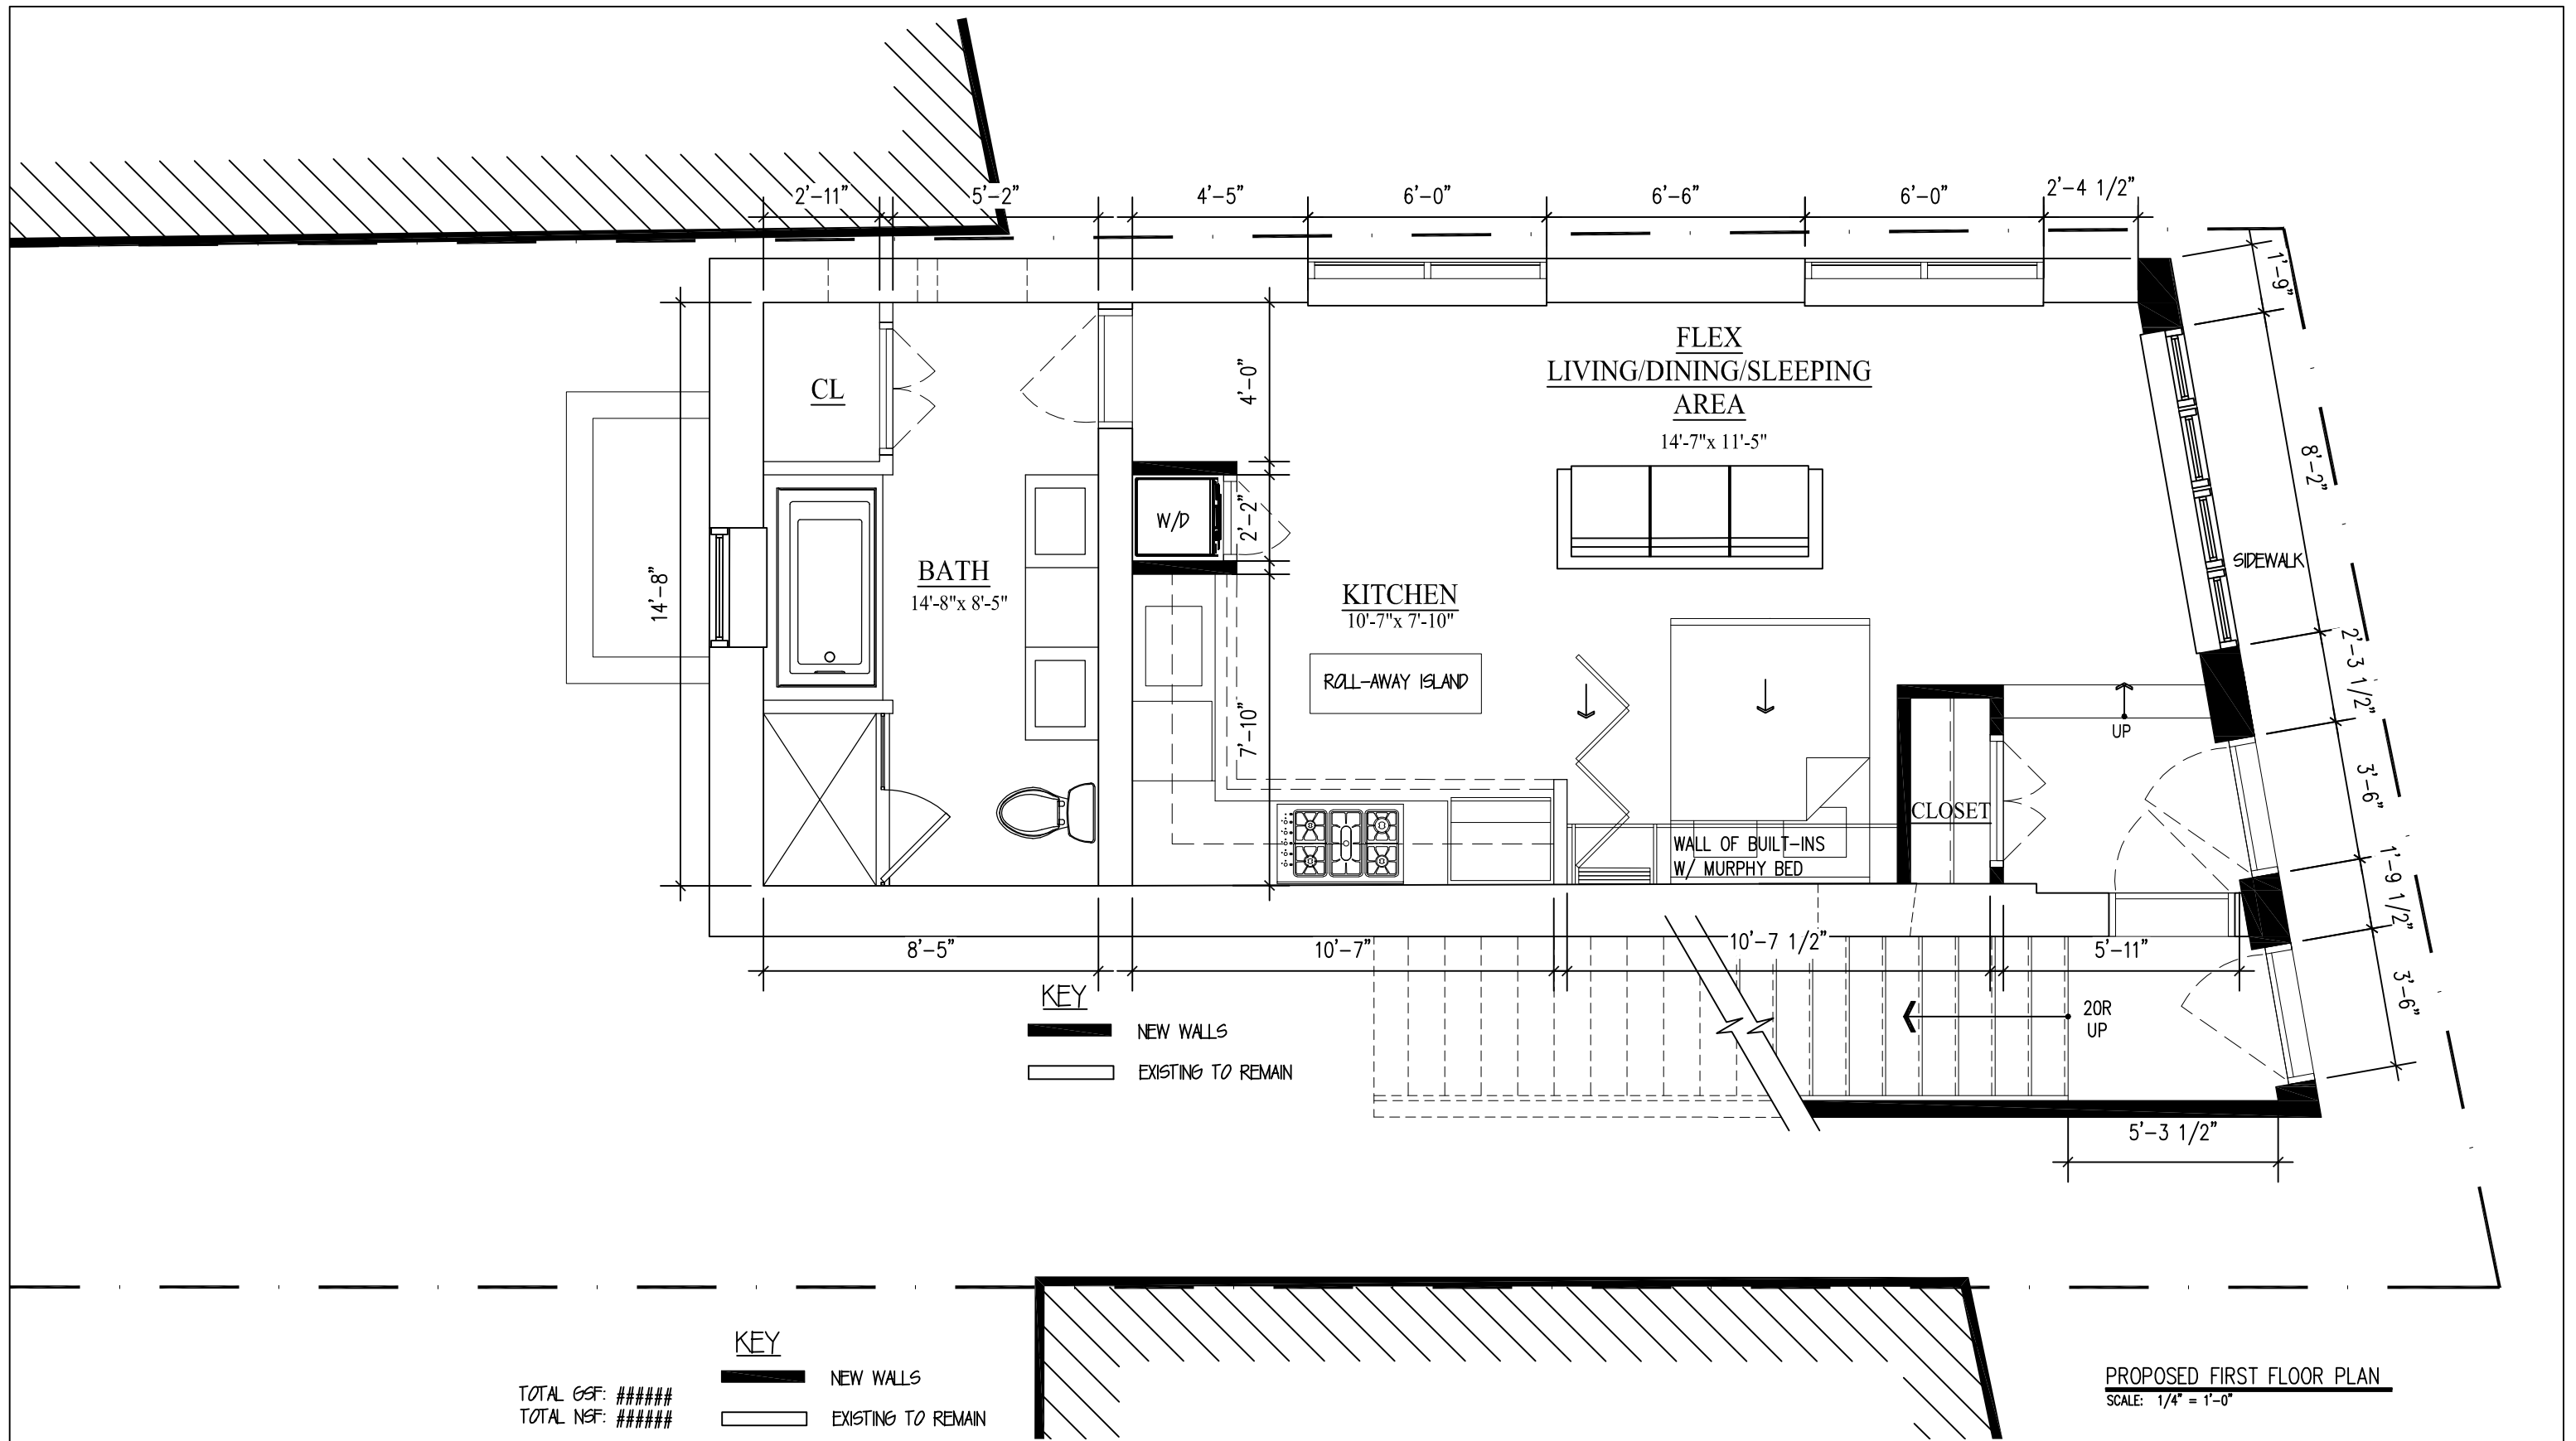 2'-11"
5'-2"
4'-5"
6'-0"
6'-6"
6'-0"
2'-4 1/2"
1'-9"
8'-2"
2'-3 1/2"
3'-6"
1'-9 1/2"
3'-6"
SIDEWALK
FLEX
LIVING/DINING/SLEEPING
AREA
14'-7"x 11'-5"
CL
4'-0"
2'-2"
7'-10"
W/D
14'-8"
BATH
14'-8"x 8'-5"
KITCHEN
10'-7"x 7'-10"
ROLL-AWAY ISLAND
UP
CLOSET
WALL OF BUILT-INS
W/ MURPHY BED
8'-5"
10'-7"
10'-7 1/2"
5'-11"
20R
UP
5'-3 1/2"
KEY
NEW WALLS
EXISTING TO REMAIN
KEY
NEW WALLS
EXISTING TO REMAIN
TOTAL GSF: ######
TOTAL NSF: ######
PROPOSED FIRST FLOOR PLAN
SCALE: 1/4" = 1'-0"